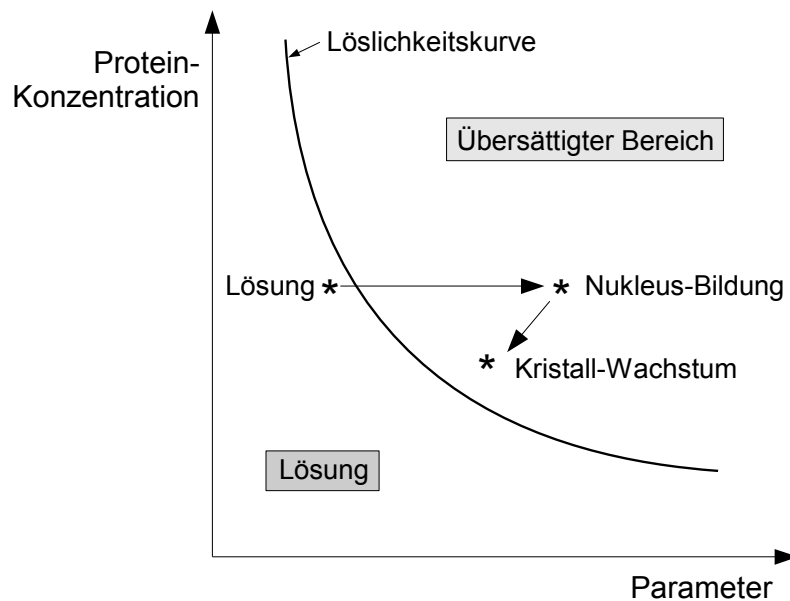 Protein-
Konzentration
Löslichkeitskurve
Übersättigter Bereich
Lösung * * Nukleus-Bildung
* Kristall-Wachstum
Lösung
Parameter